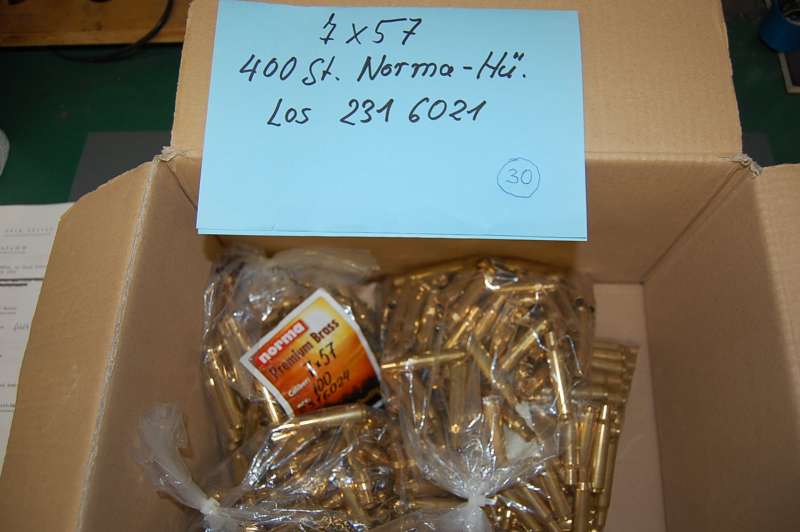 7x57
400 St. Norma-Hü.
Los 231 6021
30
norma
Premium Brass
7x57
100